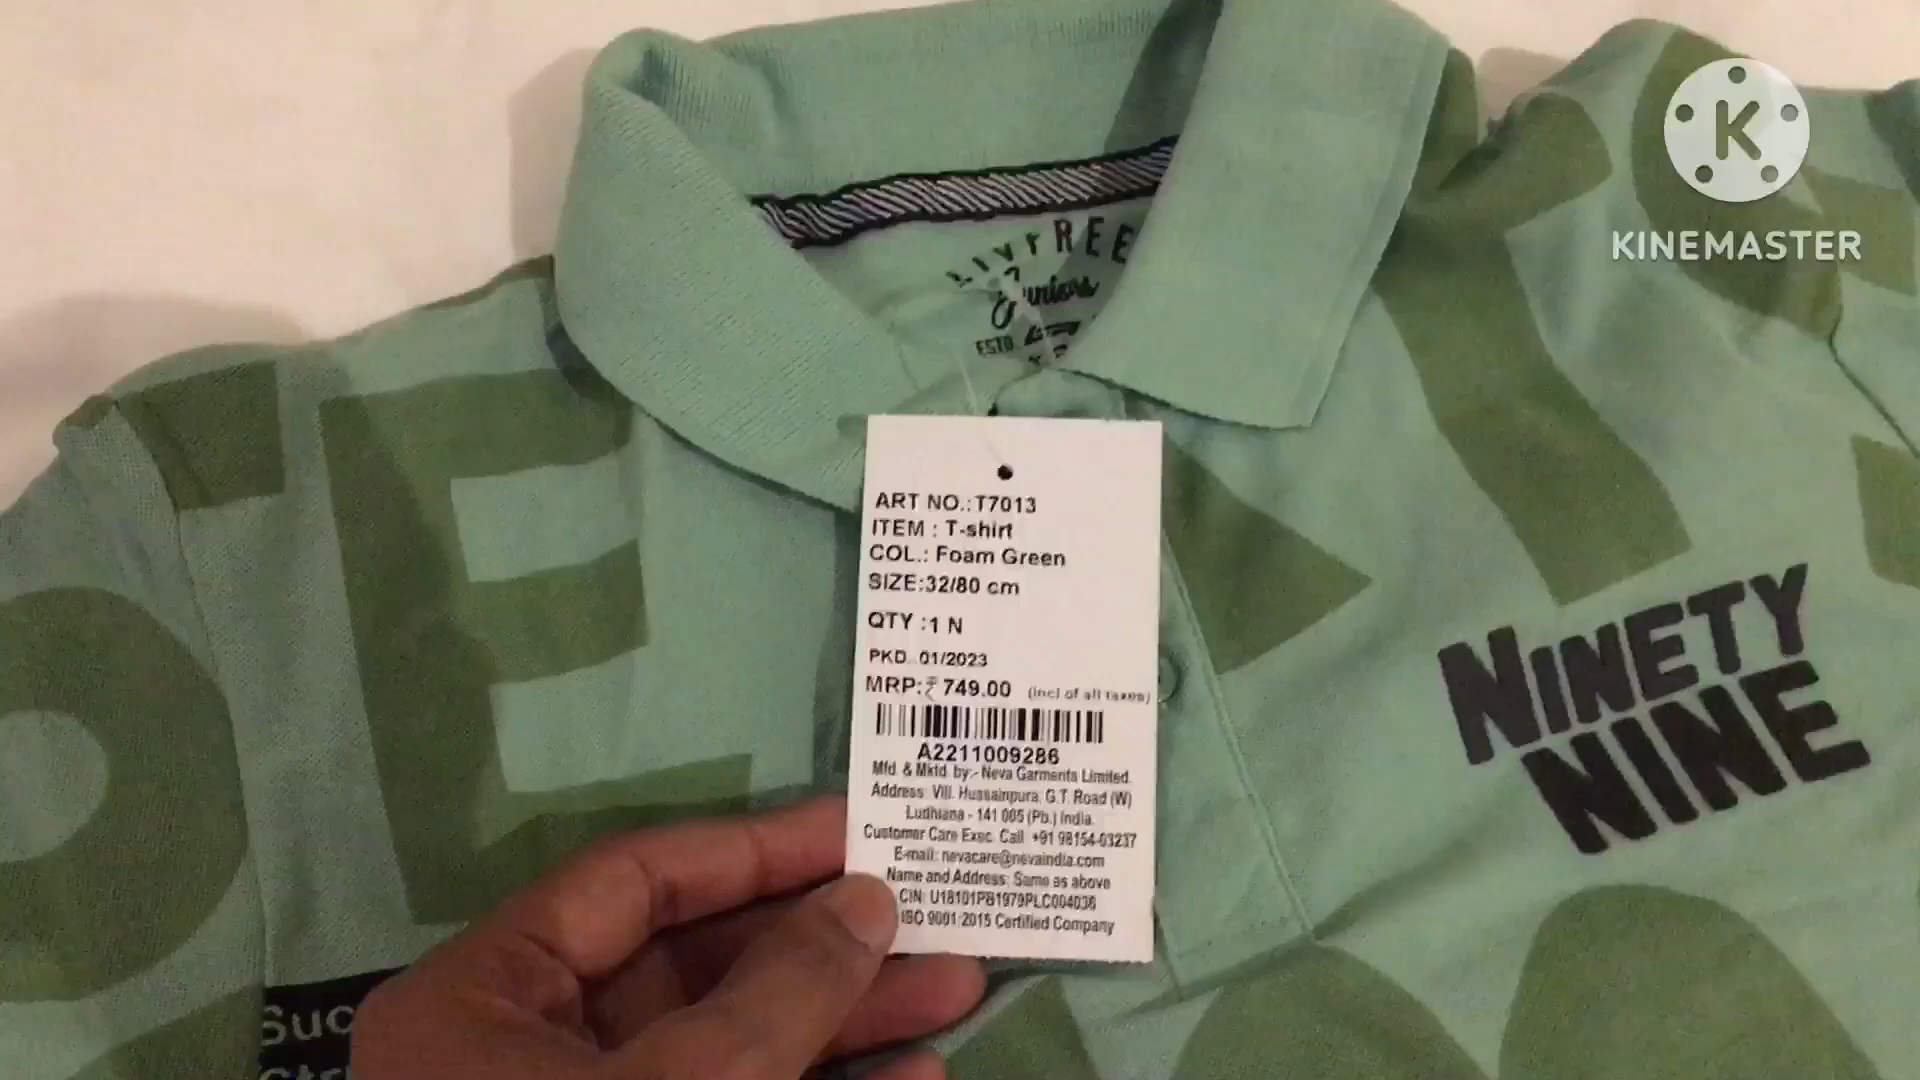 KINEMASTER
LIVFREE
Juniors
ESTD
ART NO.:T7013
ITEM : T-shirt
COL.: Foam Green
SIZE:32/80 cm
QTY :1 N
PKD. 01/2023
MRP:₹ 749.00 (incl of all taxes)
A2211009286
Mfd. & Mktd. by:- Neva Garments Limited.
Address: Vill. Hussainpura, G.T. Road (W)
Ludhiana - 141 005 (Pb.) India.
Customer Care Exec. Call. +91 98154-03237
E-mail: nevacare@nevaindia.com
Name and Address: Same as above
CIN: U18101PB1979PLC004036
ISO 9001:2015 Certified Company
NINETY
NINE
Suc